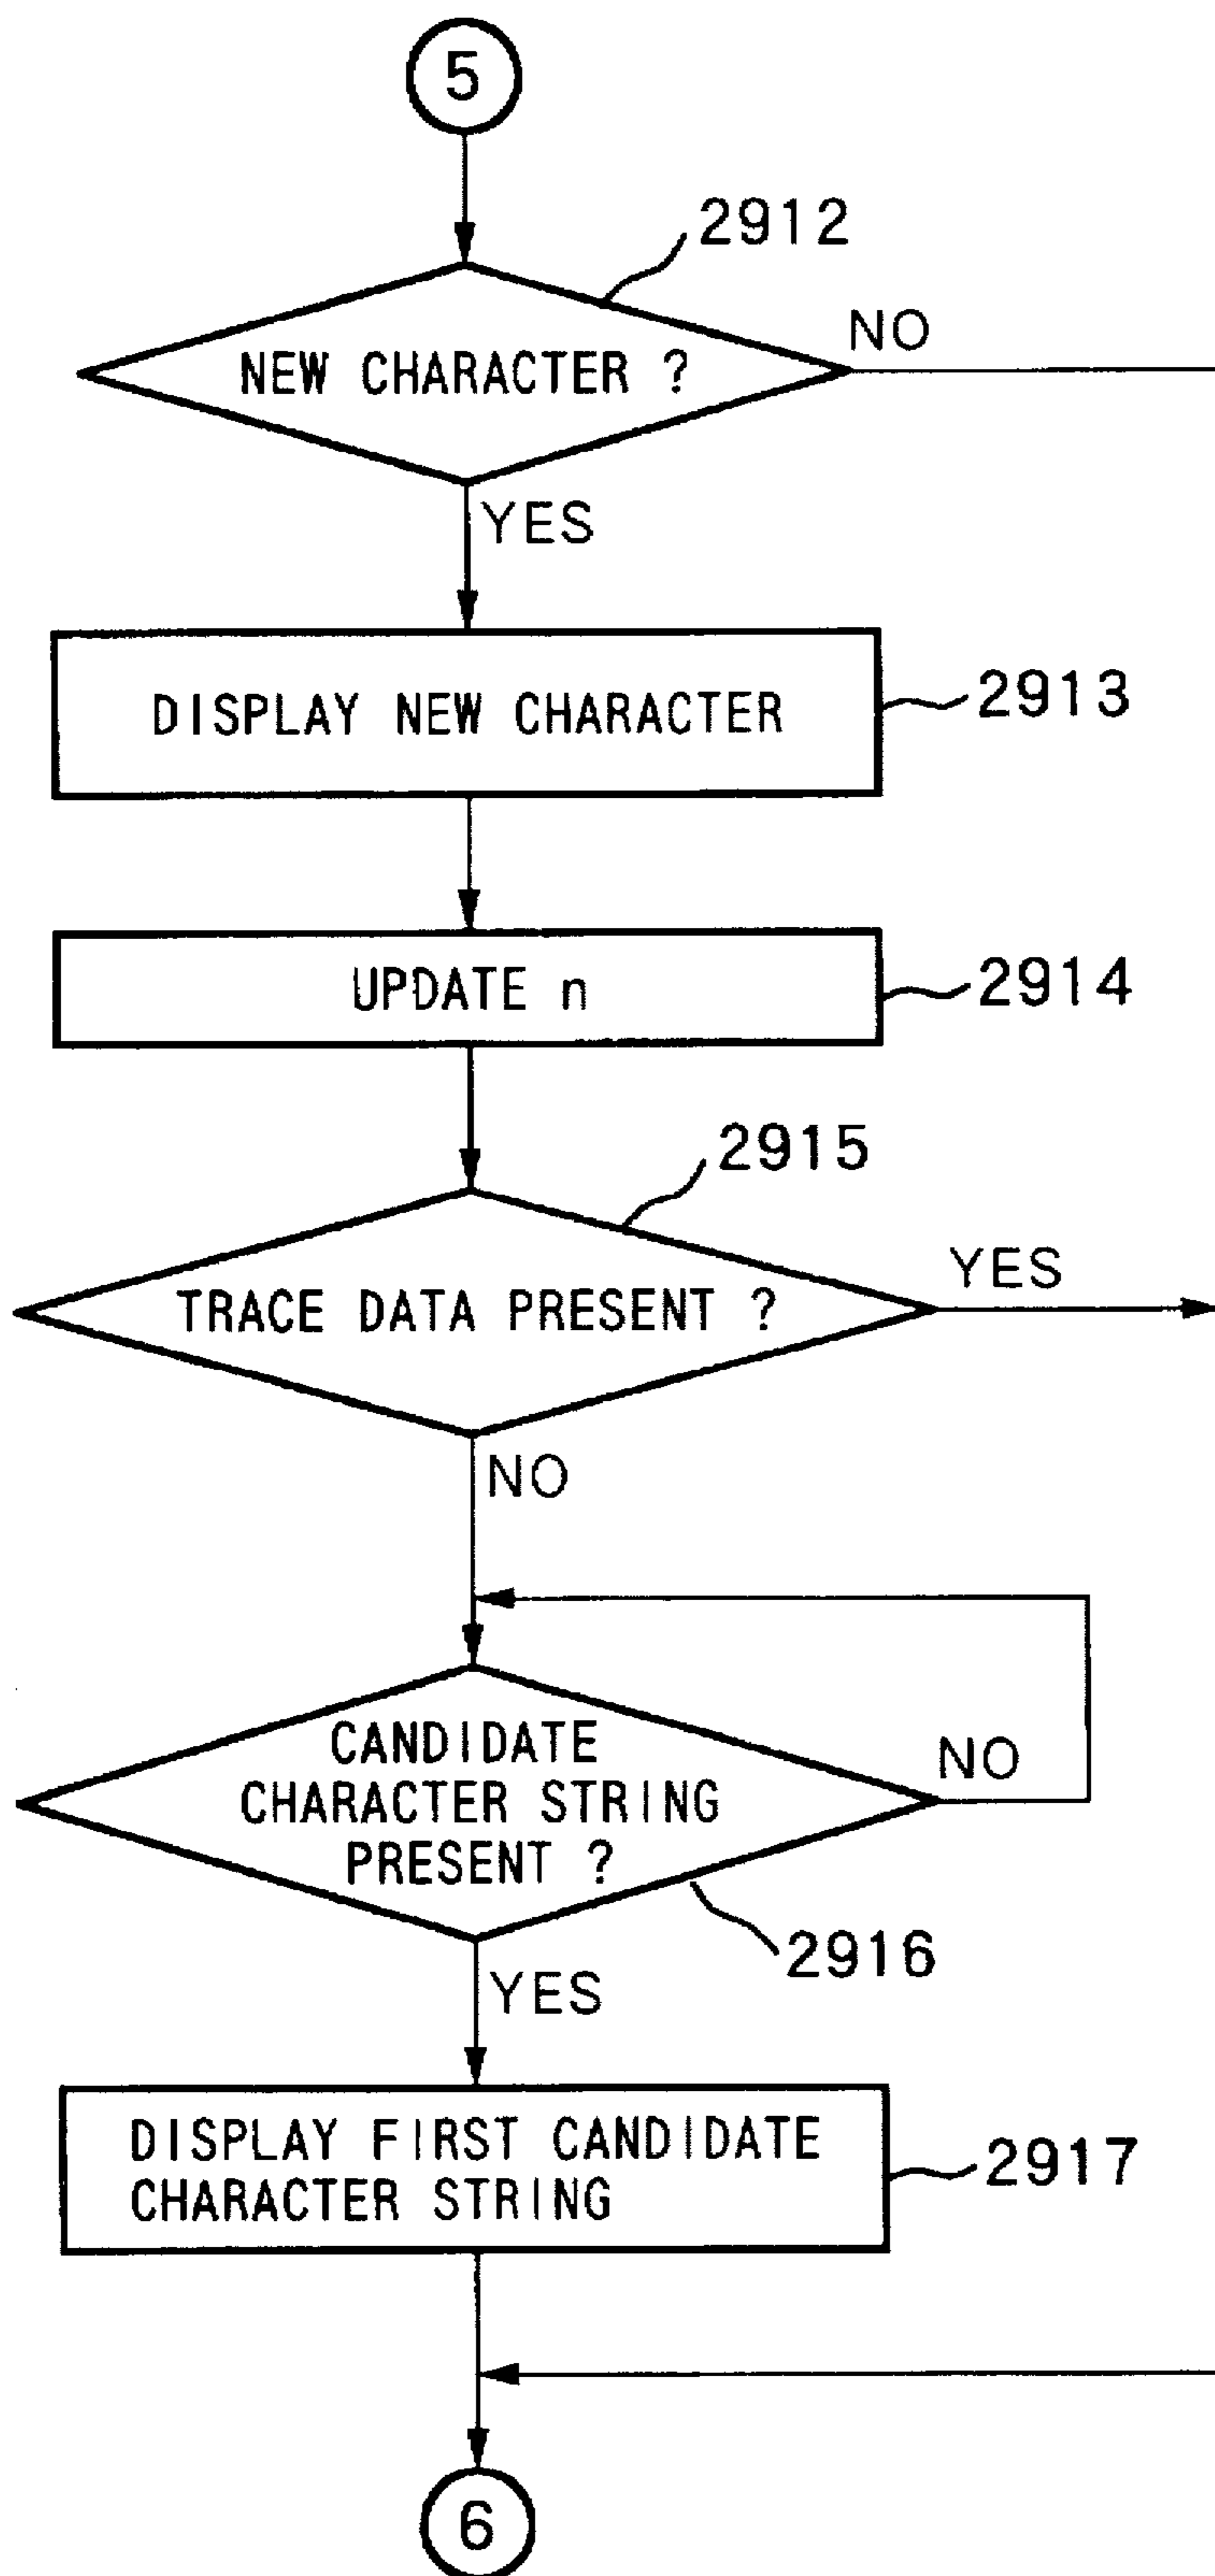 5
2912
NEW CHARACTER ?
NO
YES
DISPLAY NEW CHARACTER
2913
UPDATE n
2914
2915
TRACE DATA PRESENT ?
YES
NO
CANDIDATE
CHARACTER STRING
PRESENT ?
NO
2916
YES
DISPLAY FIRST CANDIDATE
CHARACTER STRING
2917
6